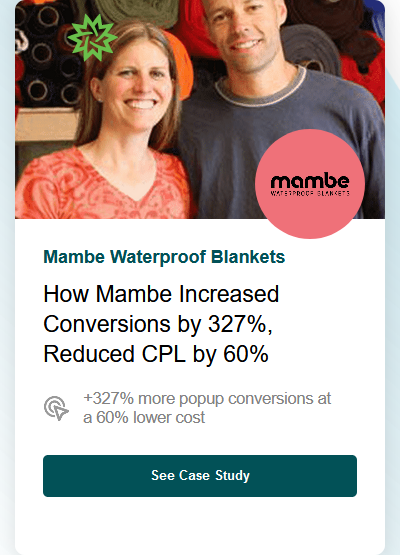 mambe
WATERPROOF BLANKETS
Mambe Waterproof Blankets
How Mambe Increased
Conversions by 327%,
Reduced CPL by 60%
+327% more popup conversions at
a 60% lower cost
See Case Study